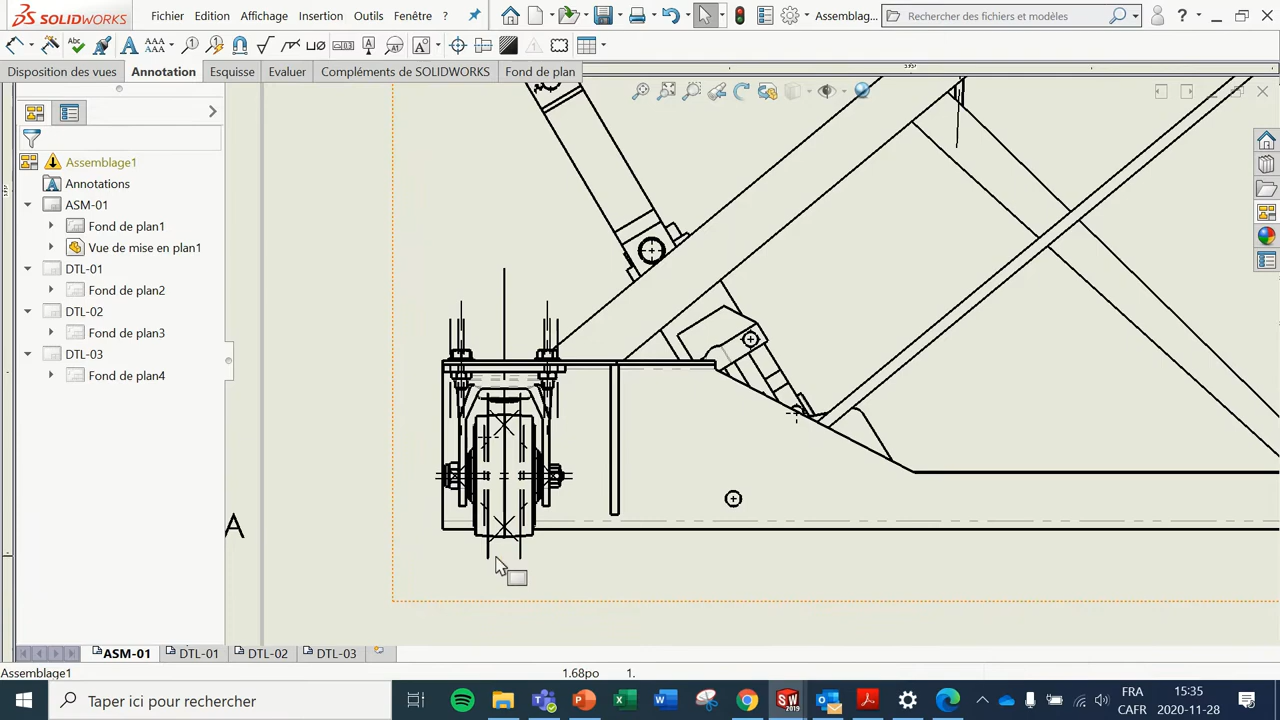 SOLIDWORKS Fichier Edition Affichage Insertion Outils Fenêtre ? Assemblag... Rechercher des fichiers et modèles ?
Disposition des vues Annotation Esquisse Evaluer Compléments de SOLIDWORKS Fond de plan
Assemblage1
Annotations
ASM-01
Fond de plan1
Vue de mise en plan1
DTL-01
Fond de plan2
DTL-02
Fond de plan3
DTL-03
Fond de plan4
A
ASM-01 DTL-01 DTL-02 DTL-03
Assemblage1 1.68po 1.
Taper ici pour rechercher FRA 15:35
CAFR 2020-11-28